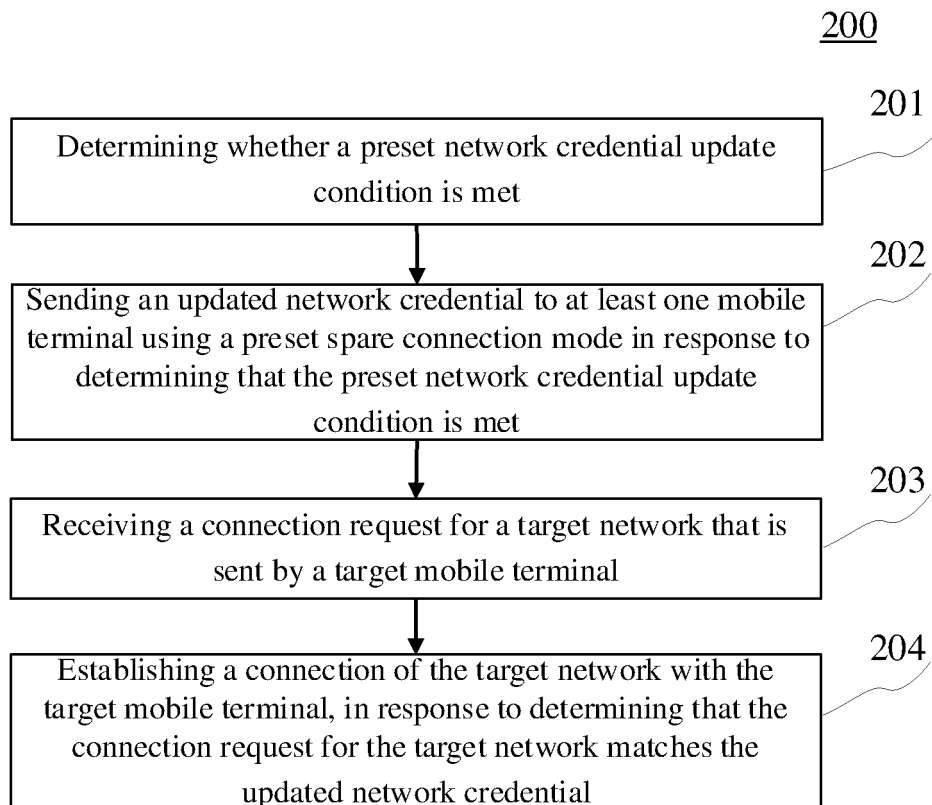 200
201
Determining whether a preset network credential update
condition is met
202
Sending an updated network credential to at least one mobile
terminal using a preset spare connection mode in response to
determining that the preset network credential update
condition is met
203
Receiving a connection request for a target network that is
sent by a target mobile terminal
204
Establishing a connection of the target network with the
target mobile terminal, in response to determining that the
connection request for the target network matches the
updated network credential